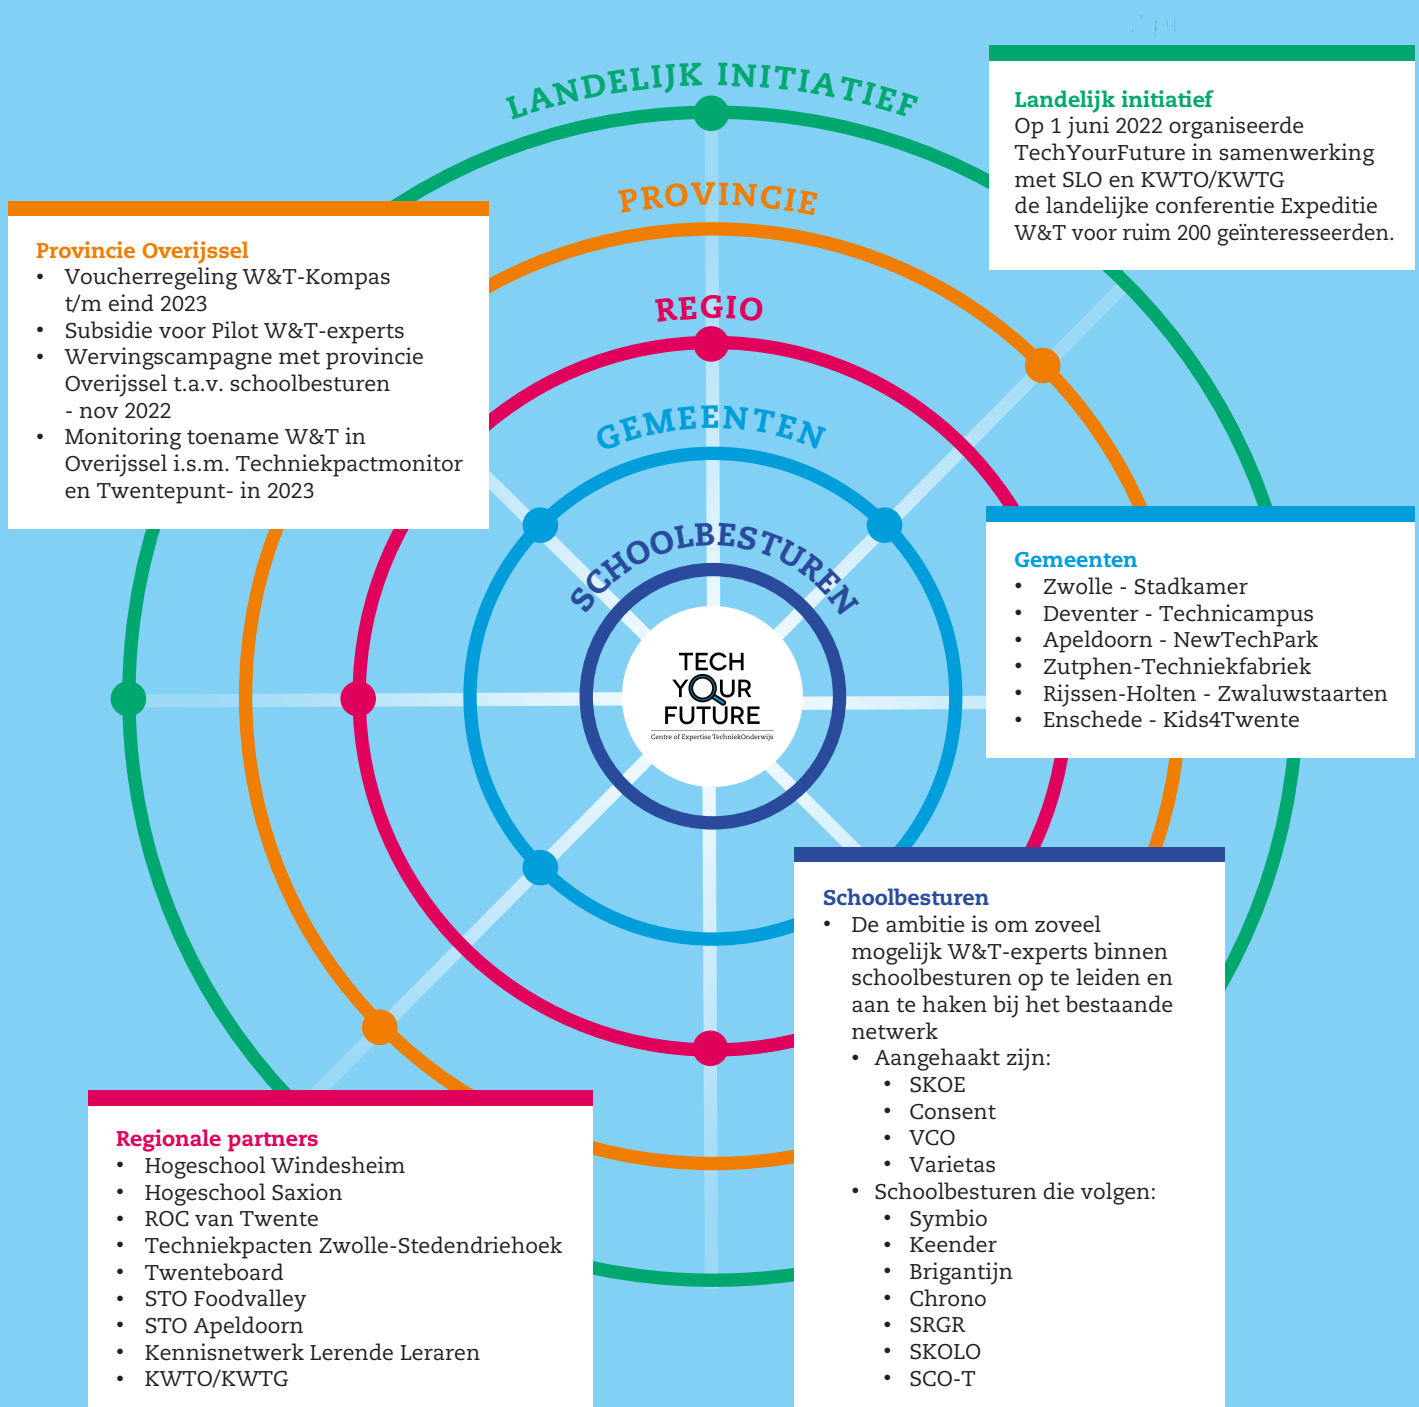 LANDELIJK INITIATIEF
PROVINCIE
REGIO
GEMEENTEN
SCHOOLBESTUREN
TECH
YOUR
FUTURE
Centre of Expertise TechniekOnderwijs
Landelijk initiatief
Op 1 juni 2022 organiseerde
TechYourFuture in samenwerking
met SLO en KWTO/KWTG
de landelijke conferentie Expeditie
W&T voor ruim 200 geïnteresseerden.
Provincie Overijssel
• Voucherregeling W&T-Kompas
t/m eind 2023
• Subsidie voor Pilot W&T-experts
• Wervingscampagne met provincie
Overijssel t.a.v. schoolbesturen
- nov 2022
• Monitoring toename W&T in
Overijssel i.s.m. Techniekpactmonitor
en Twentepunt- in 2023
Gemeenten
• Zwolle - Stadkamer
• Deventer - Technicampus
• Apeldoorn - NewTechPark
• Zutphen-Techniekfabriek
• Rijssen-Holten - Zwaluwstaarten
• Enschede - Kids4Twente
Schoolbesturen
• De ambitie is om zoveel
mogelijk W&T-experts binnen
schoolbesturen op te leiden en
aan te haken bij het bestaande
netwerk
• Aangehaakt zijn:
• SKOE
• Consent
• VCO
• Varietas
• Schoolbesturen die volgen:
• Symbio
• Keender
• Brigantijn
• Chrono
• SRGR
• SKOLO
• SCO-T
Regionale partners
• Hogeschool Windesheim
• Hogeschool Saxion
• ROC van Twente
• Techniekpacten Zwolle-Stedendriehoek
• Twenteboard
• STO Foodvalley
• STO Apeldoorn
• Kennisnetwerk Lerende Leraren
• KWTO/KWTG